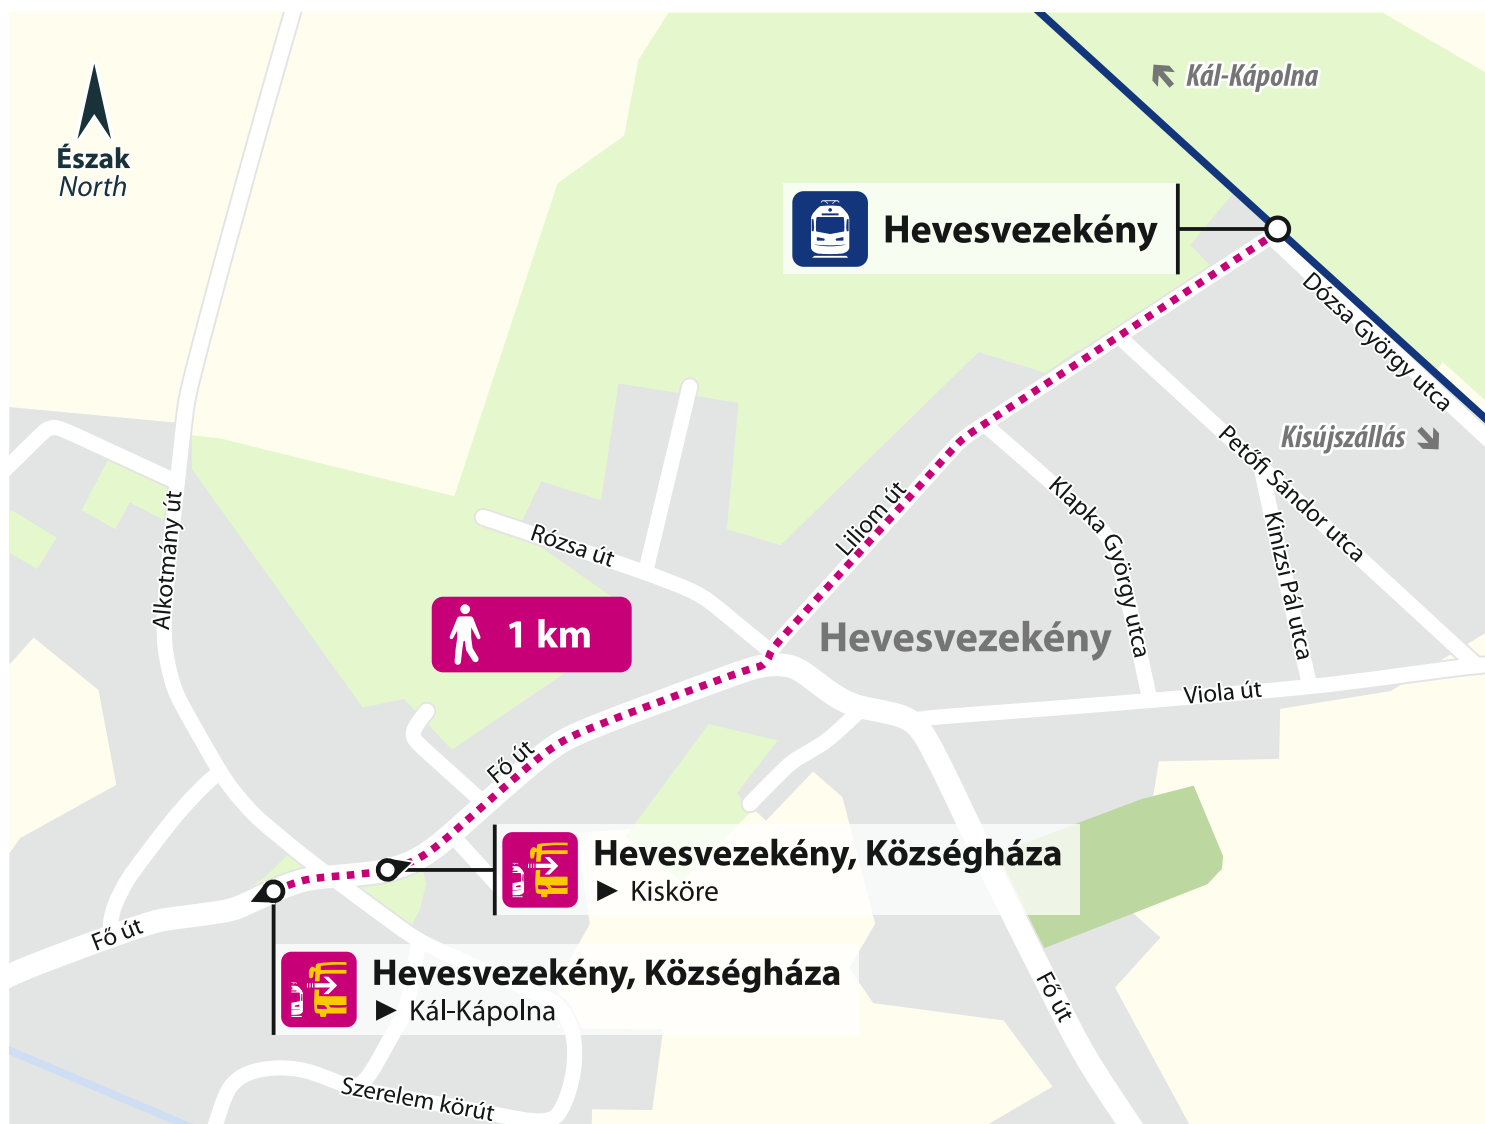 Kál-Kápolna
Észak
North
Hevesvezekény
Dózsa György utca
Kisújszállás
Petőfi Sándor utca
Klapka György utca
Kinizsi Pál utca
Liliom út
Rózsa út
Alkotmány út
1 km
Hevesvezekény
Viola út
Fő út
Hevesvezekény, Községháza
► Kisköre
Fő út
Hevesvezekény, Községháza
► Kál-Kápolna
Fő út
Szerelem körút